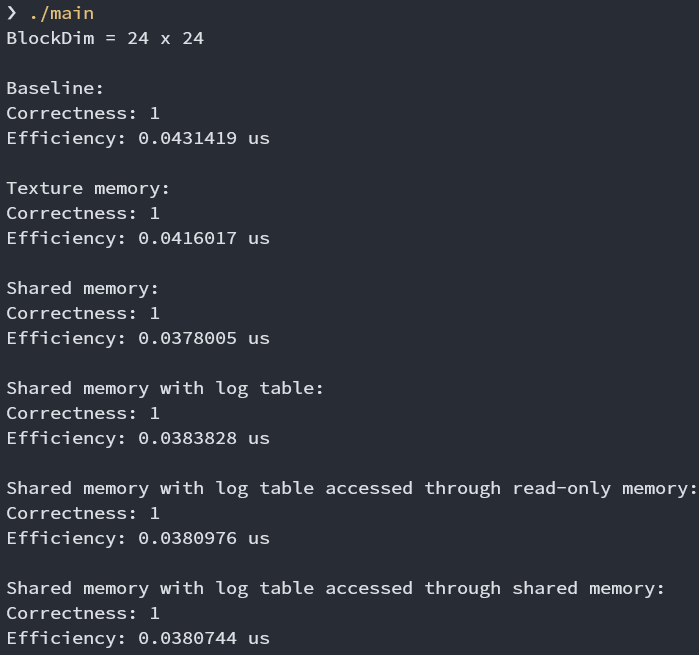 ❯ ./main
BlockDim = 24 x 24
Baseline:
Correctness: 1
Efficiency: 0.0431419 us
Texture memory:
Correctness: 1
Efficiency: 0.0416017 us
Shared memory:
Correctness: 1
Efficiency: 0.0378005 us
Shared memory with log table:
Correctness: 1
Efficiency: 0.0383828 us
Shared memory with log table accessed through read-only memory:
Correctness: 1
Efficiency: 0.0380976 us
Shared memory with log table accessed through shared memory:
Correctness: 1
Efficiency: 0.0380744 us